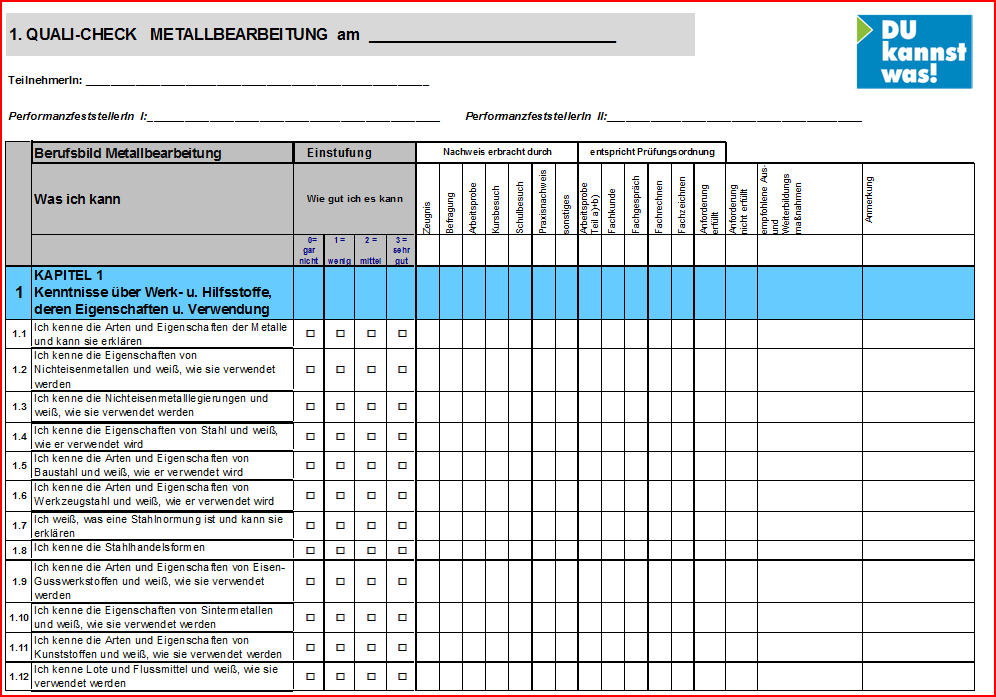 1. QUALI-CHECK METALLBEARBEITUNG am ____________________________
DU
kannst
was!
TeilnehmerIn: ____________________________
PerformanzfeststellerIn I:____________________________ PerformanzfeststellerIn II:____________________________
Berufsbild Metallbearbeitung Einstufung Nachweis erbracht durch entspricht Prüfungsordnung
Was ich kann
Wie gut ich es kann
Zeugnis
Befragung
Arbeitsprobe
Kursbesuch
Schulbesuch
Praxisnachweis
sonstiges
Arbeitsprobe
Teil a)+b)
Fachkunde
Fachgespräch
Fachrechnen
Fachzeichnen
Anforderung
erfüllt
Anforderung
nicht erfüllt
empfohlene Aus-
und
Weiterbildungs
maßnahmen
Anmerkung
0= 1 = 2 = 3 =
gar sehr
nicht wenig mittel gut
KAPITEL 1
1 Kenntnisse über Werk- u. Hilfsstoffe,
deren Eigenschaften u. Verwendung
1.1 Ich kenne die Arten und Eigenschaften der Metalle
und kann sie erklären
1.2 Ich kenne die Eigenschaften von
Nichteisenmetallen und weiß, wie sie verwendet
werden
1.3 Ich kenne die Nichteisenmetalllegierungen und
weiß, wie sie verwendet werden
1.4 Ich kenne die Eigenschaften von Stahl und weiß,
wie er verwendet wird
1.5 Ich kenne die Arten und Eigenschaften von
Baustahl und weiß, wie er verwendet wird
1.6 Ich kenne die Arten und Eigenschaften von
Werkzeugstahl und weiß, wie er verwendet wird
1.7 Ich weiß, was eine Stahlnormung ist und kann sie
erklären
1.8 Ich kenne die Stahlhandelsformen
1.9 Ich kenne die Arten und Eigenschaften von Eisen-
Gusswerkstoffen und weiß, wie sie verwendet
werden
1.10 Ich kenne die Eigenschaften von Sintermetallen
und weiß, wie sie verwendet werden
1.11 Ich kenne die Arten und Eigenschaften von
Kunststoffen und weiß, wie sie verwendet werden
1.12 Ich kenne Lote und Flussmittel und weiß, wie sie
verwendet werden